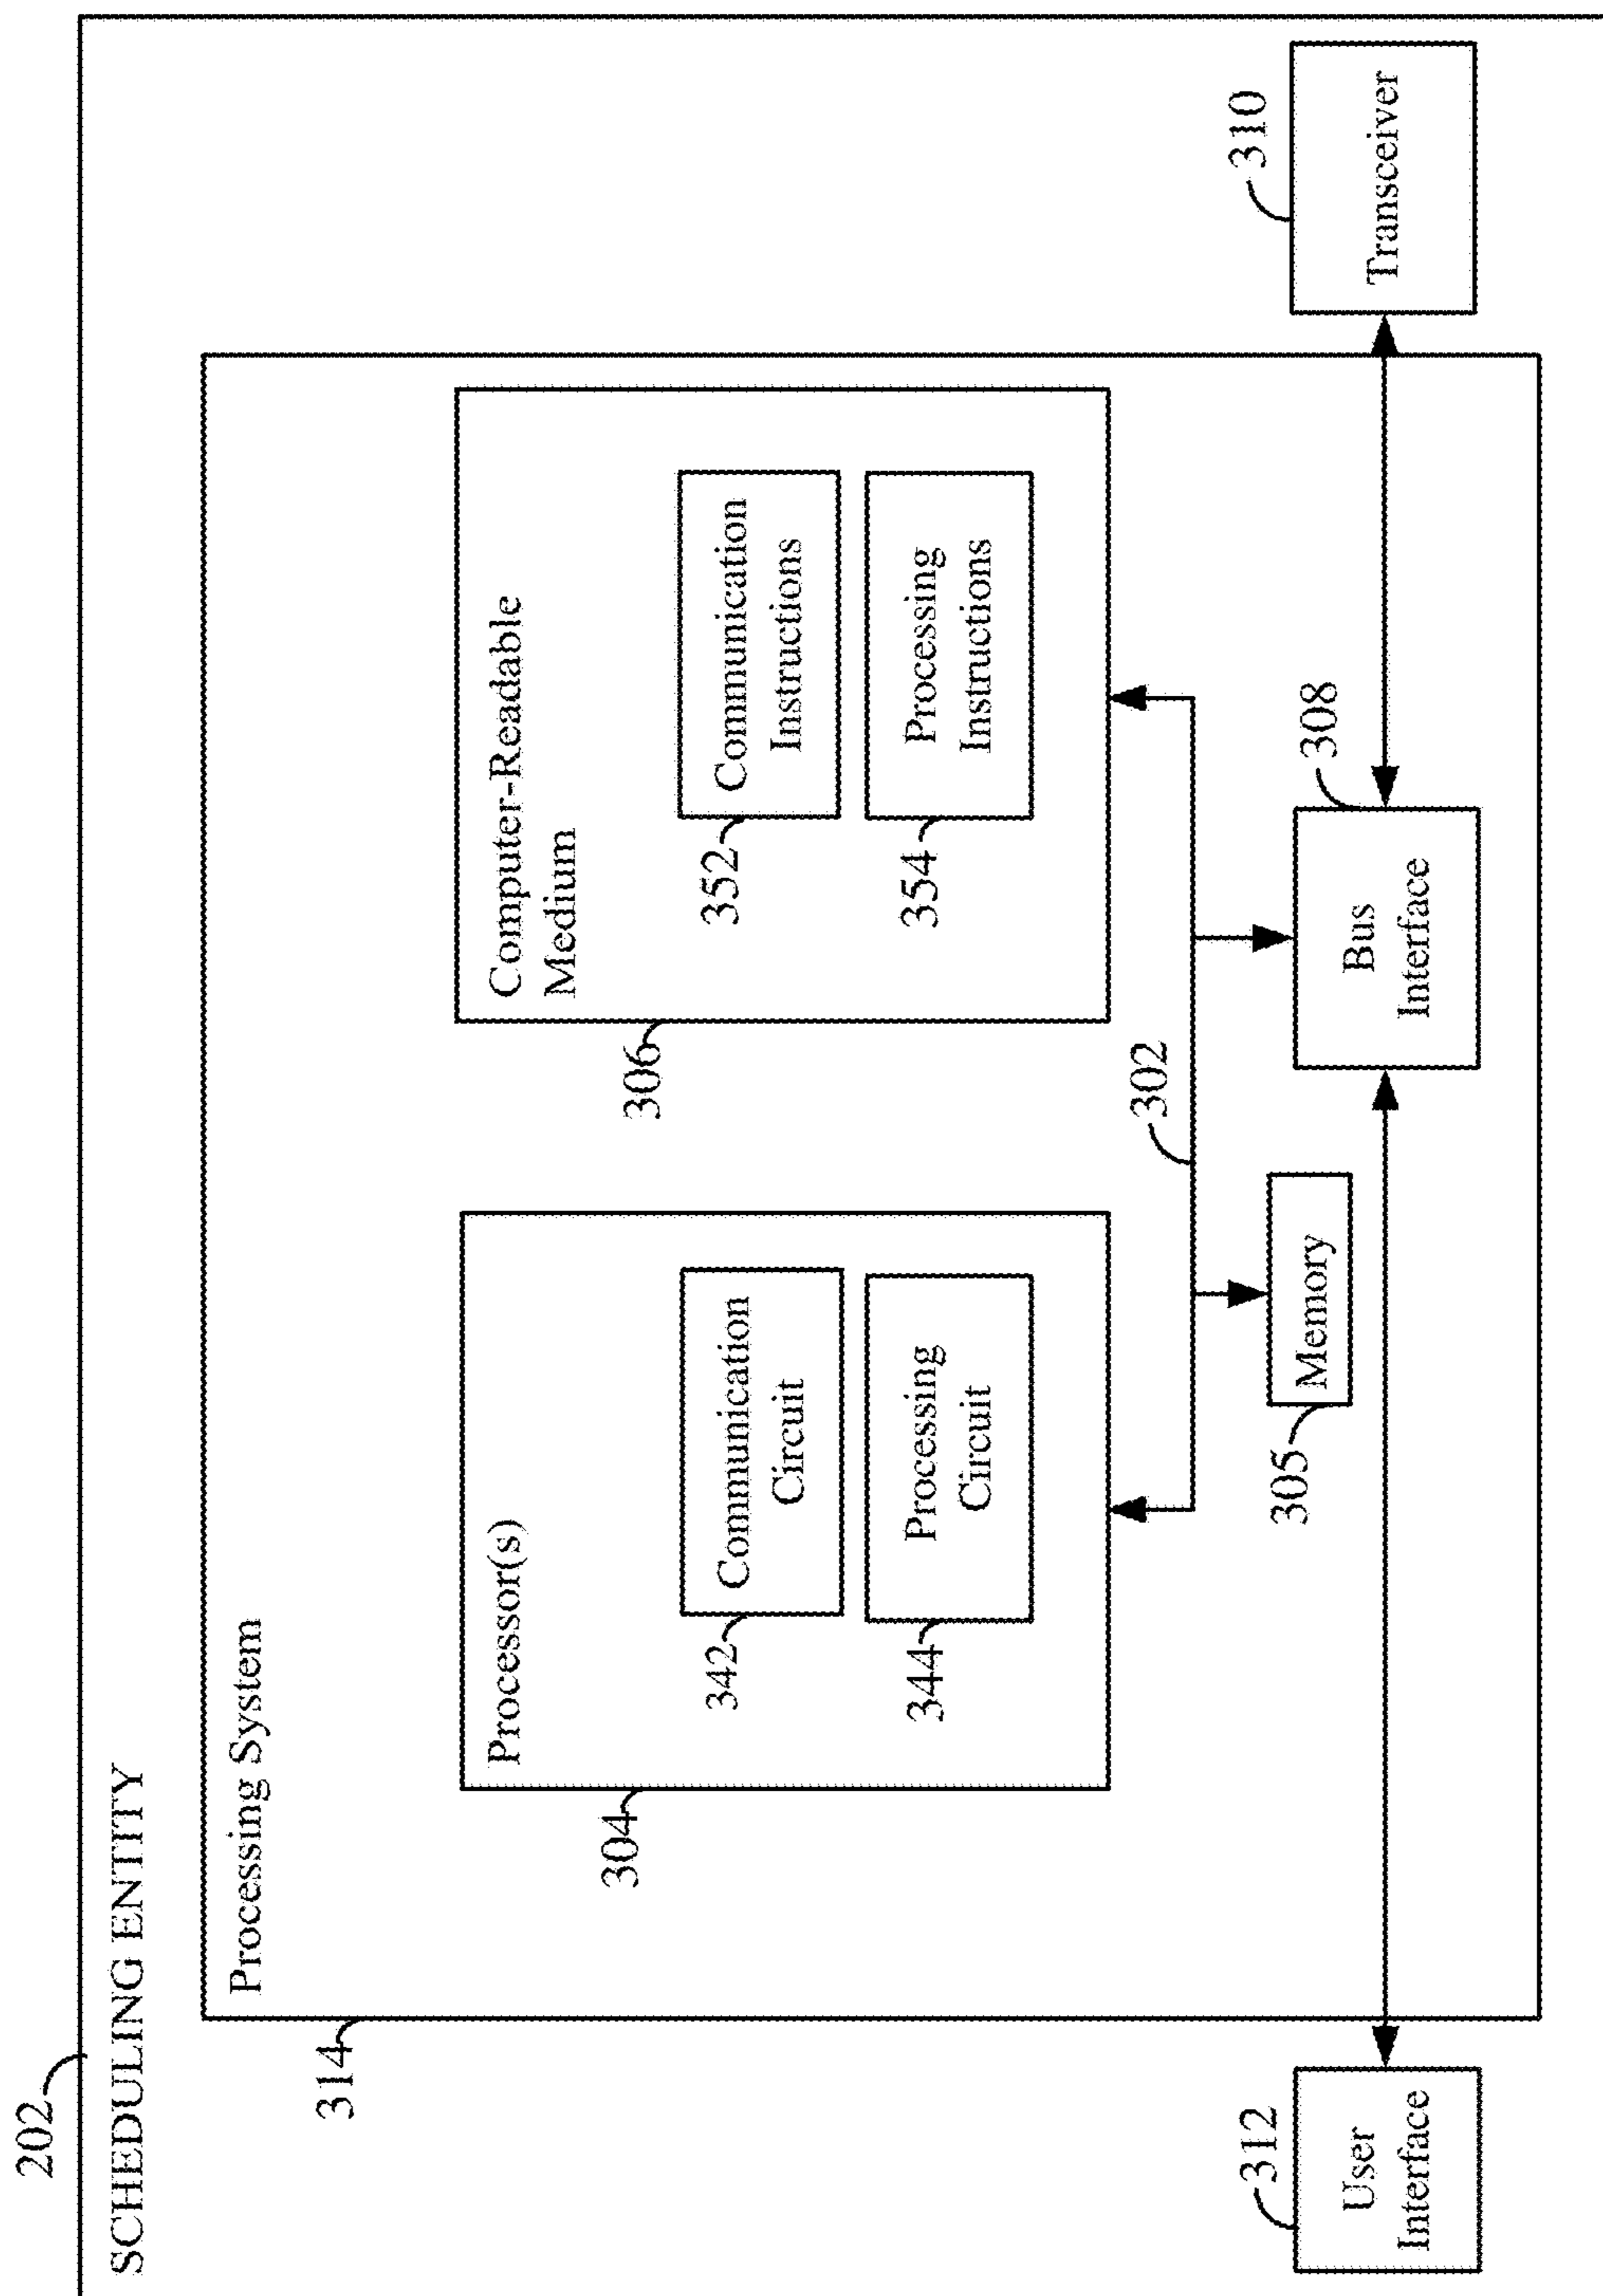 202
SCHEDULING ENTITY
314
Processing System
304
Processor(s)
342
Communication
Circuit
344
Processing
Circuit
306
Computer-Readable
Medium
352
Communication
Instructions
354
Processing
Instructions
302
305
Memory
308
Bus
Interface
312
User
Interface
310
Transceiver